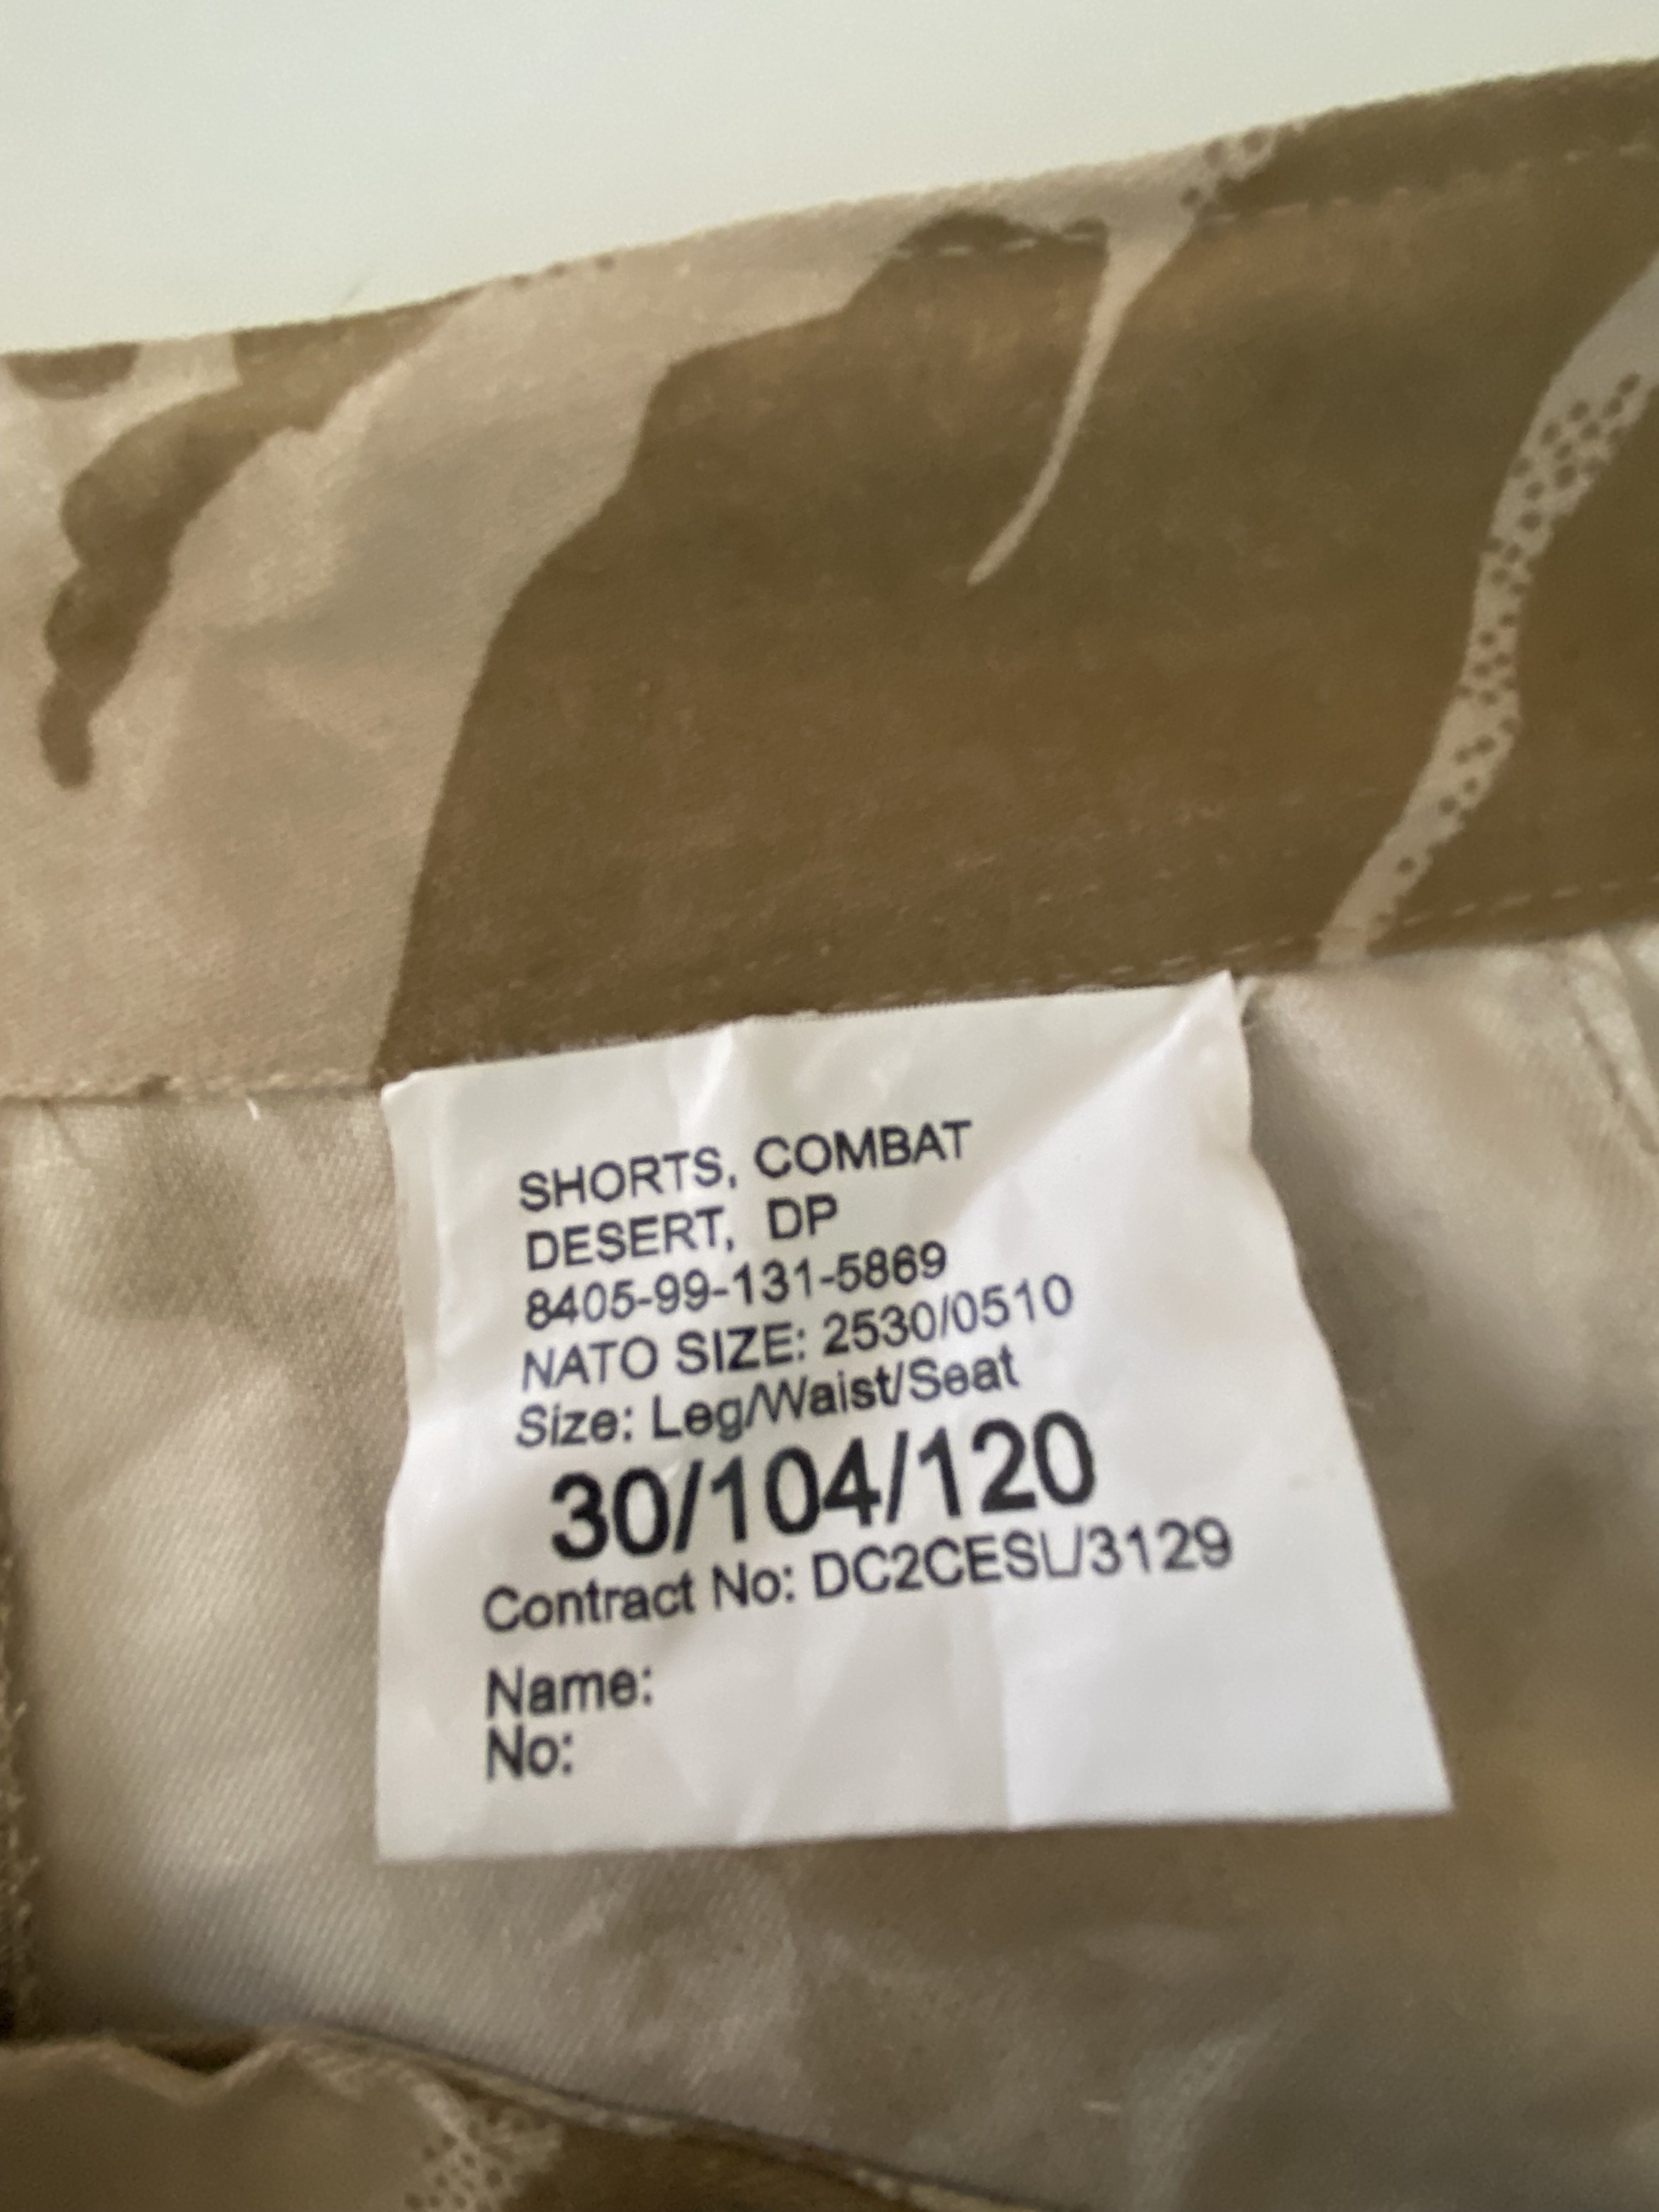 SHORTS, COMBAT
DESERT, DP
8405-99-131-5869
NATO SIZE: 2530/0510
Size: Leg/Waist/Seat
30/104/120
Contract No: DC2CESL/3129
Name:
No: